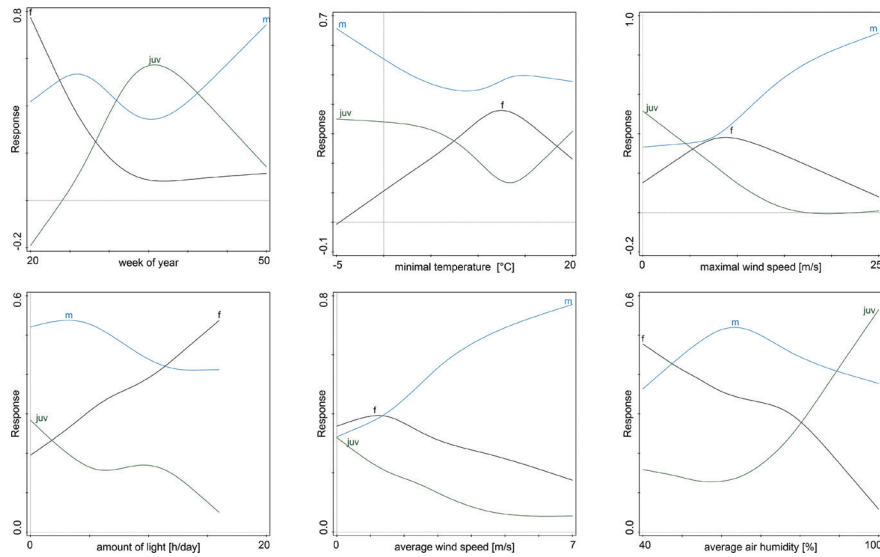 0.8
f
m
juv
Response
-0.2
20
week of year
50
0.7
m
juv
f
Response
-0.1
-5
minimal temperature [°C]
20
1.0
m
juv
f
Response
-0.2
0
maximal wind speed [m/s]
25
0.6
m
f
juv
Response
0.0
0
amount of light [h/day]
20
0.8
m
f
juv
Response
0.0
0
average wind speed [m/s]
7
0.6
juv
m
f
Response
0.0
40
average air humidity [%]
100